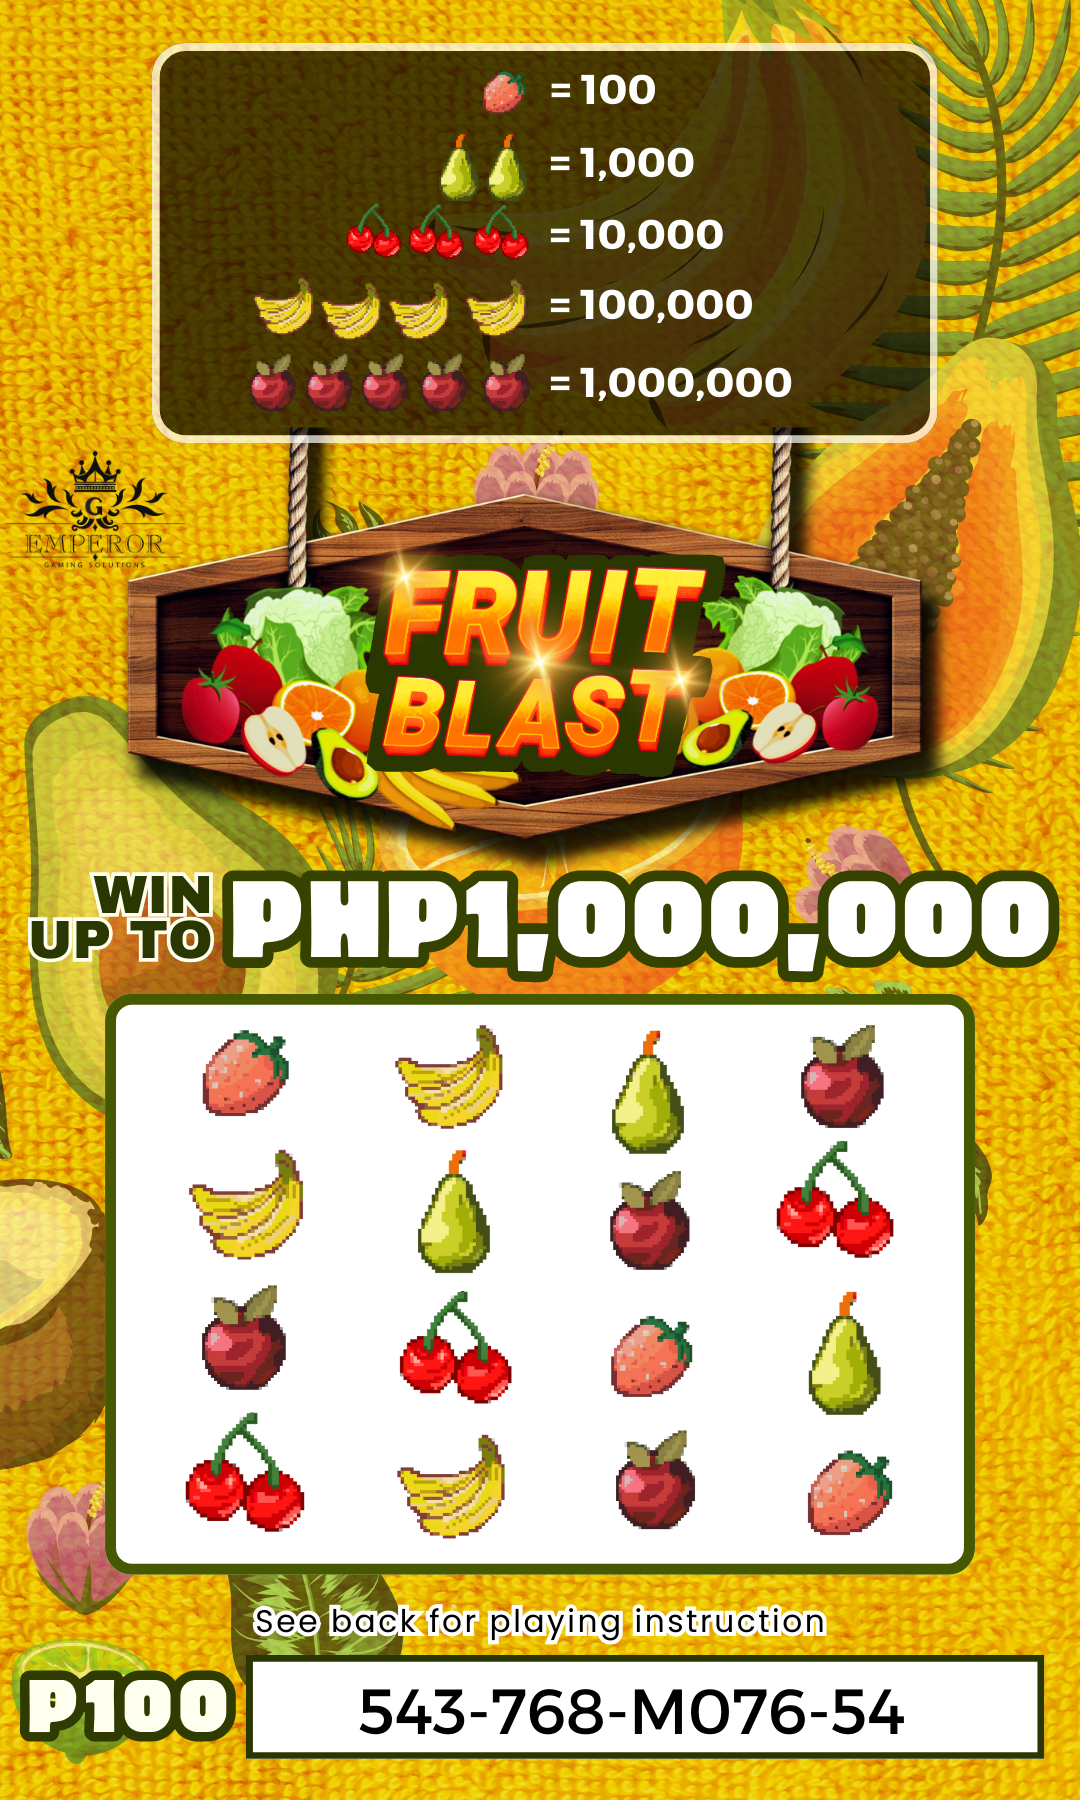 = 100
= 1,000
= 10,000
= 100,000
= 1,000,000
G
EMPEROR
GAMING SOLUTIONS
FRUIT
BLAST
WIN
UP TO
PHP1,000,000
See back for playing instruction
P100
543-768-M076-54